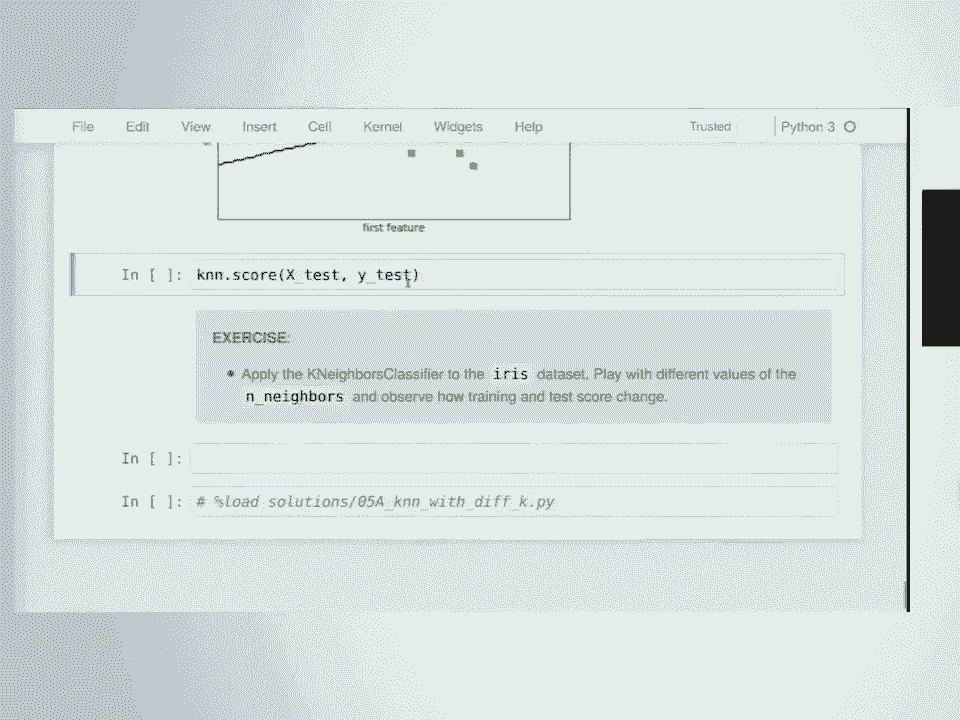 File Edit View Insert Cell Kernel Widgets Help Trusted Python 3
first feature
In [ ]: knn.score(X_test, y_test)
EXERCISE:
Apply the KNeighborsClassifier to the iris dataset. Play with different values of the
n_neighbors and observe how training and test score change.
In [ ]:
In [ ]: # %load solutions/05A_knn_with_diff_k.py